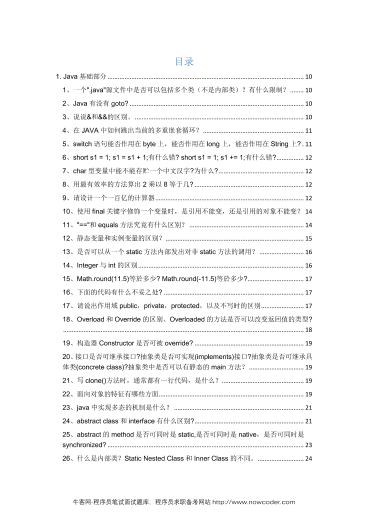 目录
1. Java 基础部分 ........ 10
1、一个".java"源文件中是否可以包括多个类（不是内部类）？有什么限制？ ........ 10
2、Java 有没有 goto? ........ 10
3、说说&和&&的区别。 ........ 10
4、在 JAVA 中如何跳出当前的多重嵌套循环？ ........ 11
5、switch 语句能否作用在 byte 上，能否作用在 long 上，能否作用在 String 上? . 11
6、short s1 = 1; s1 = s1 + 1;有什么错? short s1 = 1; s1 += 1;有什么错? ........ 12
7、char 型变量中能不能存贮一个中文汉字?为什么? ........ 12
8、用最有效率的方法算出 2 乘以 8 等于几? ........ 12
9、请设计一个一百亿的计算器 ........ 12
10、使用 final 关键字修饰一个变量时，是引用不能变，还是引用的对象不能变？ 14
11、"=="和 equals 方法究竟有什么区别？ ........ 14
12、静态变量和实例变量的区别？ ........ 15
13、是否可以从一个 static 方法内部发出对非 static 方法的调用？ ........ 16
14、Integer 与 int 的区别 ........ 16
15、Math.round(11.5)等於多少? Math.round(-11.5)等於多少? ........ 17
16、下面的代码有什么不妥之处? ........ 17
17、请说出作用域 public，private，protected，以及不写时的区别 ........ 17
18、Overload 和 Override 的区别。Overloaded 的方法是否可以改变返回值的类型?
........ 18
19、构造器 Constructor 是否可被 override? ........ 19
20、接口是否可继承接口?抽象类是否可实现(implements)接口?抽象类是否可继承具
体类(concrete class)?抽象类中是否可以有静态的 main 方法？ ........ 19
21、写 clone()方法时，通常都有一行代码，是什么？ ........ 19
22、面向对象的特征有哪些方面 ........ 19
23、java 中实现多态的机制是什么？ ........ 21
24、abstract class 和 interface 有什么区别? ........ 21
25、abstract 的 method 是否可同时是 static,是否可同时是 native，是否可同时是
synchronized? ........ 23
26、什么是内部类？Static Nested Class 和 Inner Class 的不同。 ........ 24
牛客网-程序员笔试面试题库，程序员求职备考网站 http://www.nowcoder.com